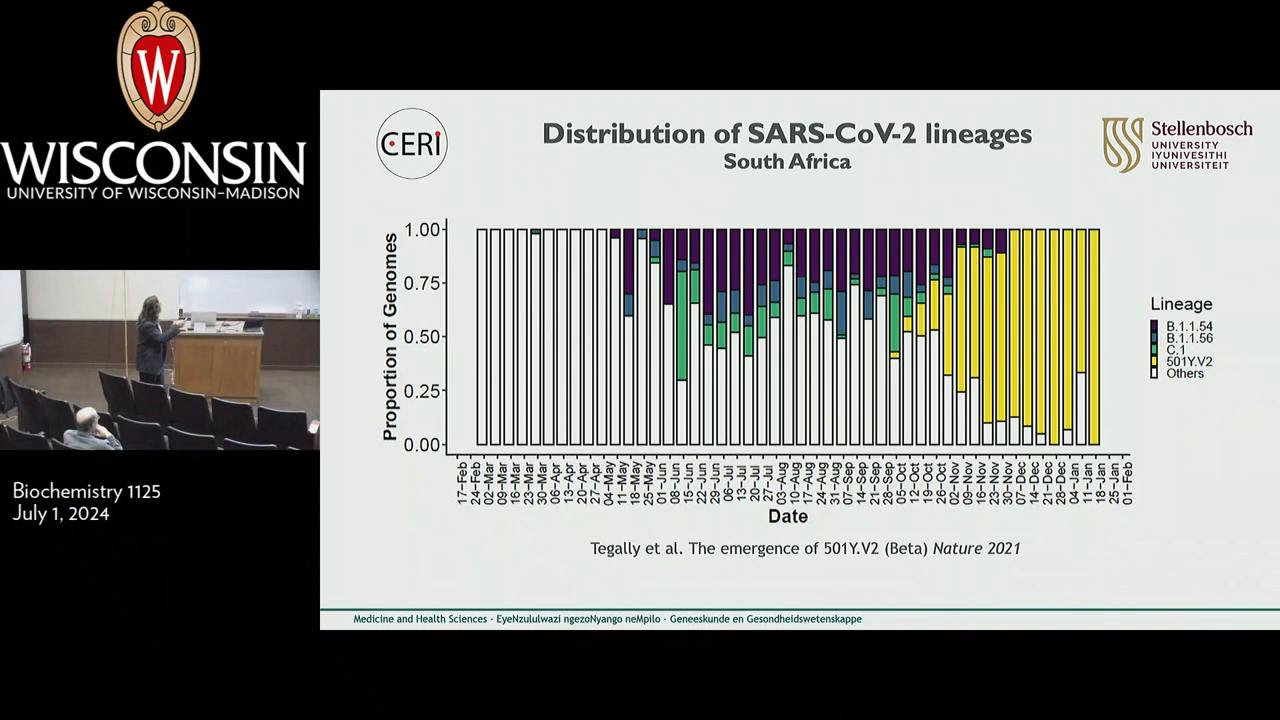 W
WISCONSIN
UNIVERSITY OF WISCONSIN-MADISON
Biochemistry 1125
July 1, 2024
CERI
Distribution of SARS-CoV-2 lineages
South Africa
Stellenbosch
UNIVERSITY
IYUNIVESITHI
UNIVERSITEIT
Proportion of Genomes
1.00
0.75
0.50
0.25
0.00
17-Feb
24-Feb
02-Mar
09-Mar
16-Mar
23-Mar
30-Mar
06-Apr
13-Apr
20-Apr
27-Apr
04-May
11-May
18-May
25-May
01-Jun
08-Jun
15-Jun
22-Jun
29-Jun
06-Jul
13-Jul
20-Jul
27-Jul
03-Aug
10-Aug
17-Aug
24-Aug
31-Aug
07-Sep
14-Sep
21-Sep
28-Sep
05-Oct
12-Oct
19-Oct
26-Oct
02-Nov
09-Nov
16-Nov
23-Nov
30-Nov
07-Dec
14-Dec
21-Dec
28-Dec
04-Jan
11-Jan
18-Jan
25-Jan
01-Feb
Date
Lineage
B.1.1.54
B.1.1.56
C.1
501Y.V2
Others
Tegally et al. The emergence of 501Y.V2 (Beta) Nature 2021
Medicine and Health Sciences · EyeNzululwazi ngezoNyango neMpilo · Geneeskunde en Gesondheidswetenskappe